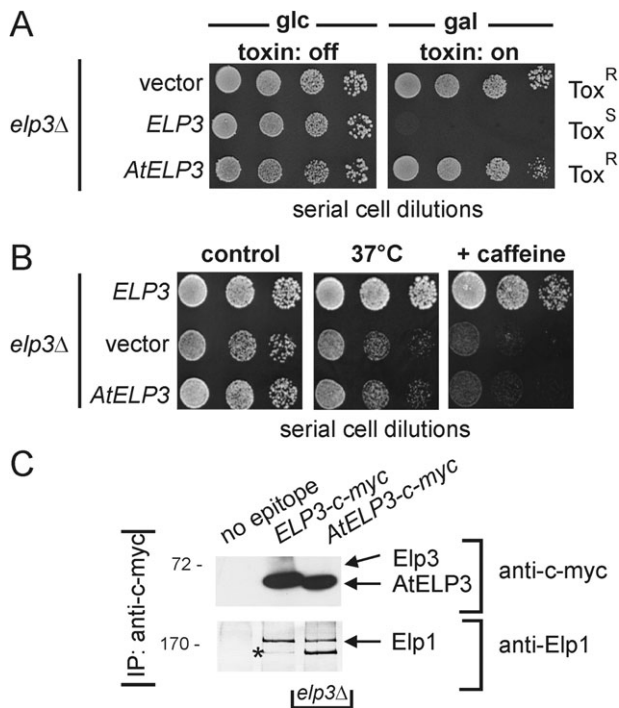 A
glc gal
toxin: off toxin: on
elp3Δ
vector Tox^R
ELP3 Tox^S
AtELP3 Tox^R
serial cell dilutions
B
control 37°C + caffeine
elp3Δ
ELP3
vector
AtELP3
serial cell dilutions
C
no epitope ELP3-c-myc AtELP3-c-myc
IP: anti-c-myc
72 - Elp3
AtELP3 anti-c-myc
170 - Elp1 anti-Elp1
*
elp3Δ